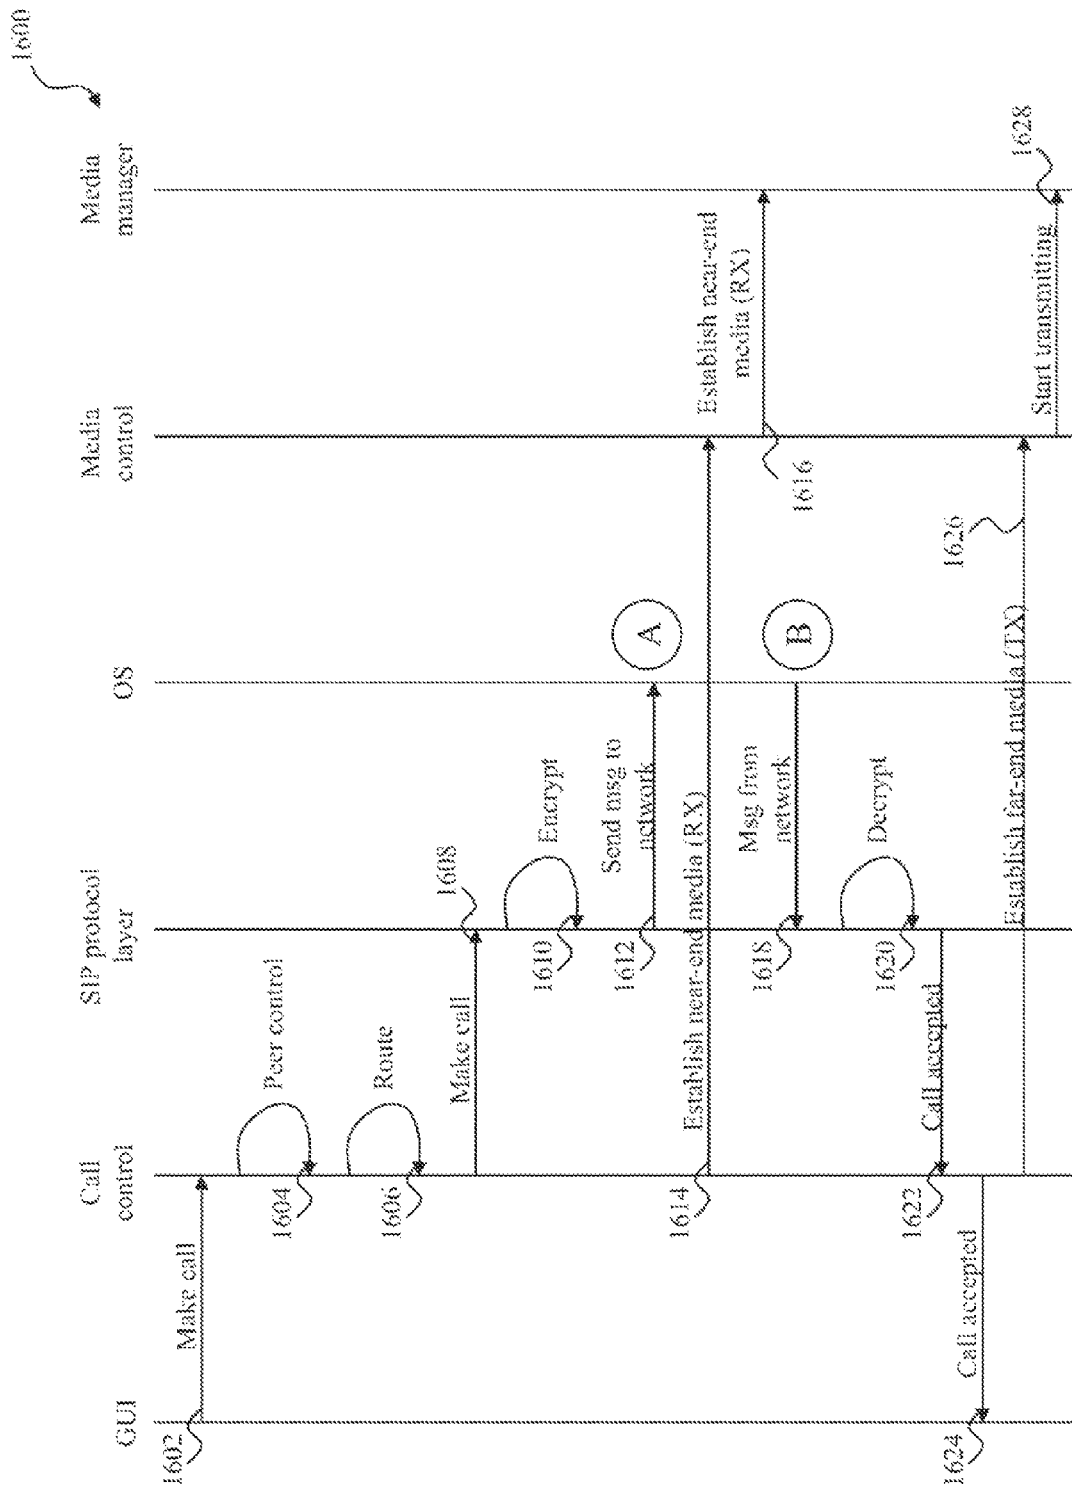 1600
GUI
Call
control
SIP protocol
layer
OS
Media
control
Media
manager
1602
Make call
1604
Peer control
1606
Route
Make call
1608
1610
Encrypt
1612
Send msg to
network
A
1614
Establish near-end media (RX)
1616
Establish near-end
media (RX)
1618
Msg from
network
B
1620
Decrypt
1622
Call accepted
1624
Call accepted
Establish far-end media (TX)
1626
Start transmitting
1628